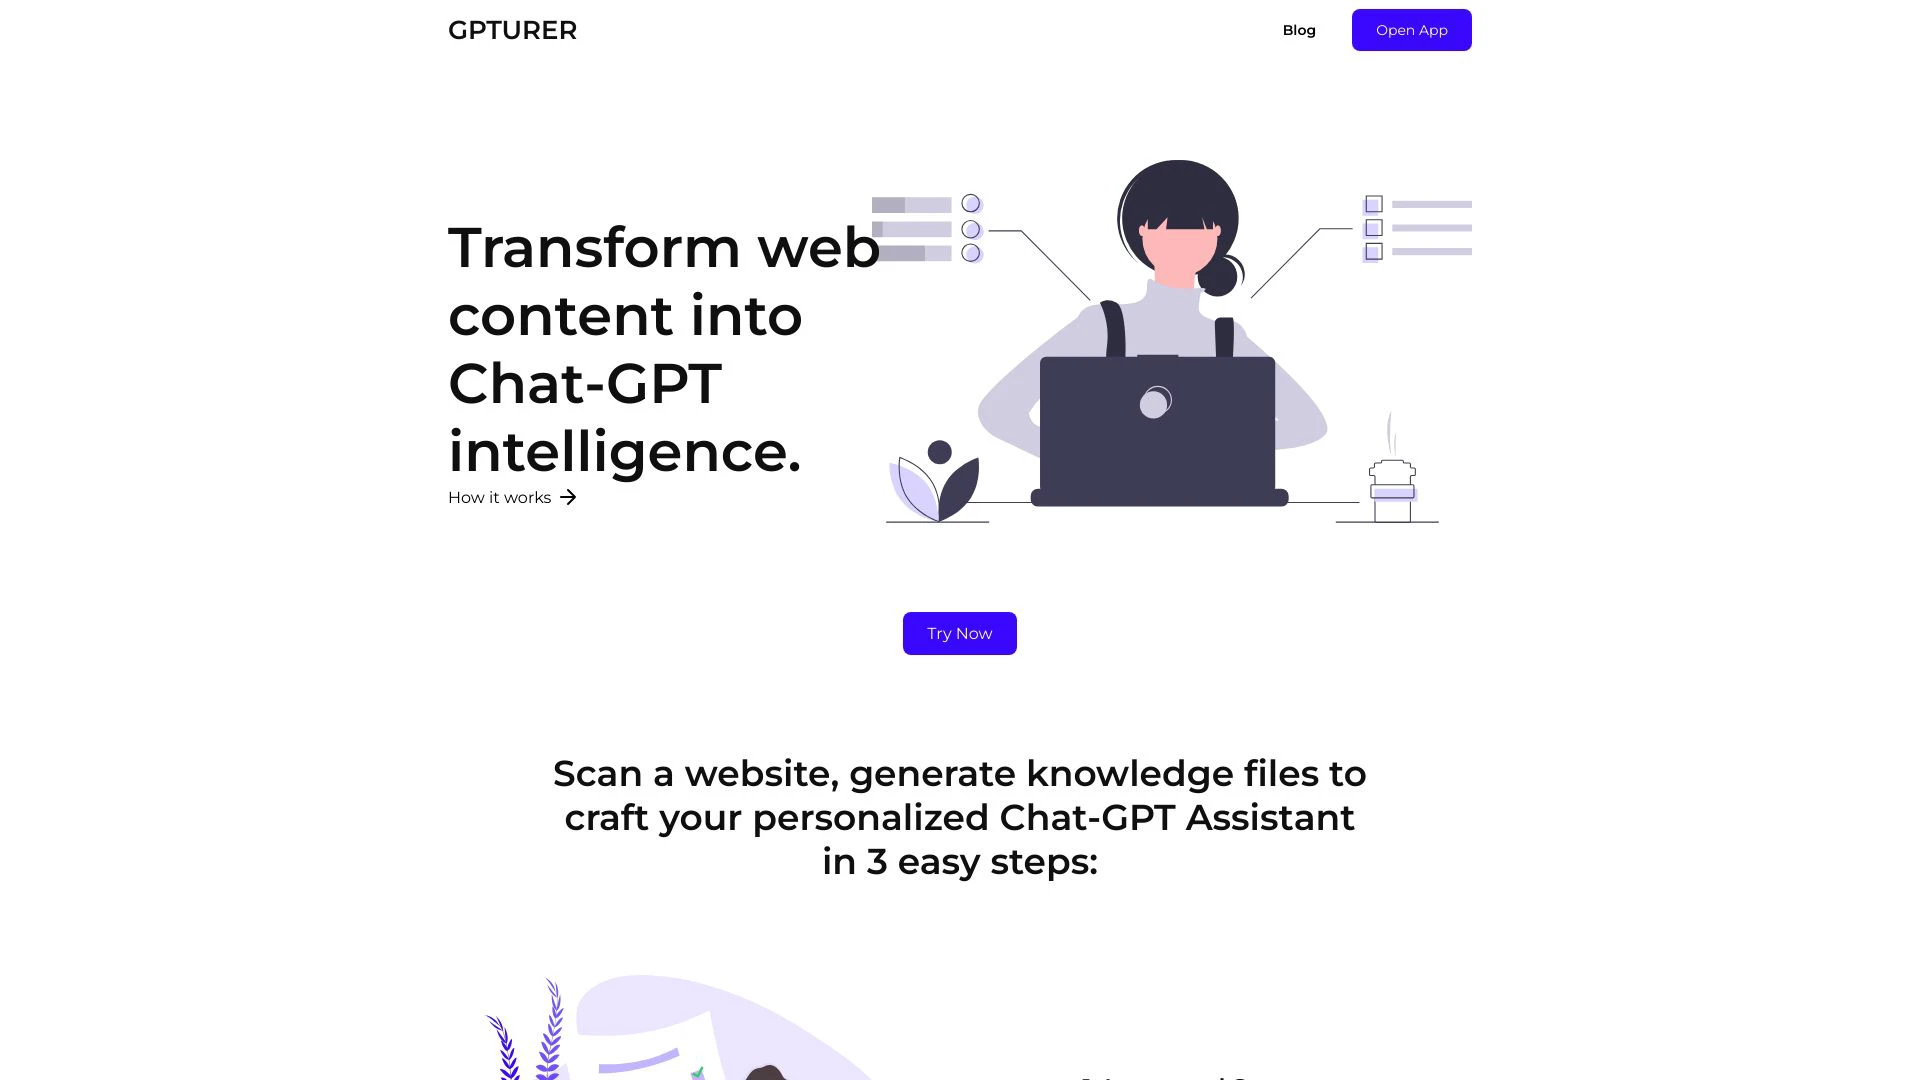 GPTURER
Blog
Open App
Transform web
content into
Chat-GPT
intelligence.
How it works
Try Now
Scan a website, generate knowledge files to
craft your personalized Chat-GPT Assistant
in 3 easy steps: